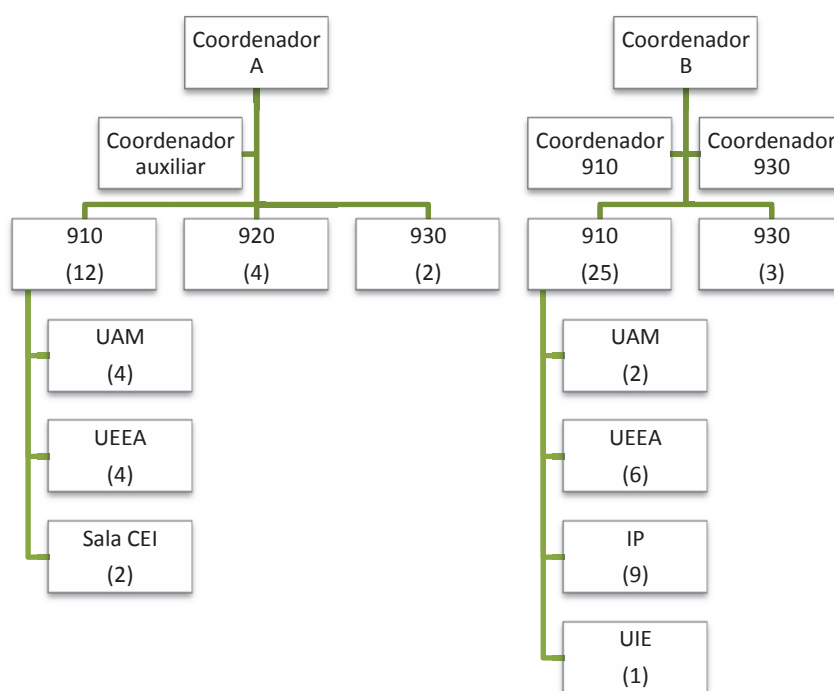 Coordenador
A
Coordenador
auxiliar
910
(12)
920
(4)
930
(2)
UAM
(4)
UEEA
(4)
Sala CEI
(2)
Coordenador
B
Coordenador
910
Coordenador
930
910
(25)
930
(3)
UAM
(2)
UEEA
(6)
IP
(9)
UIE
(1)